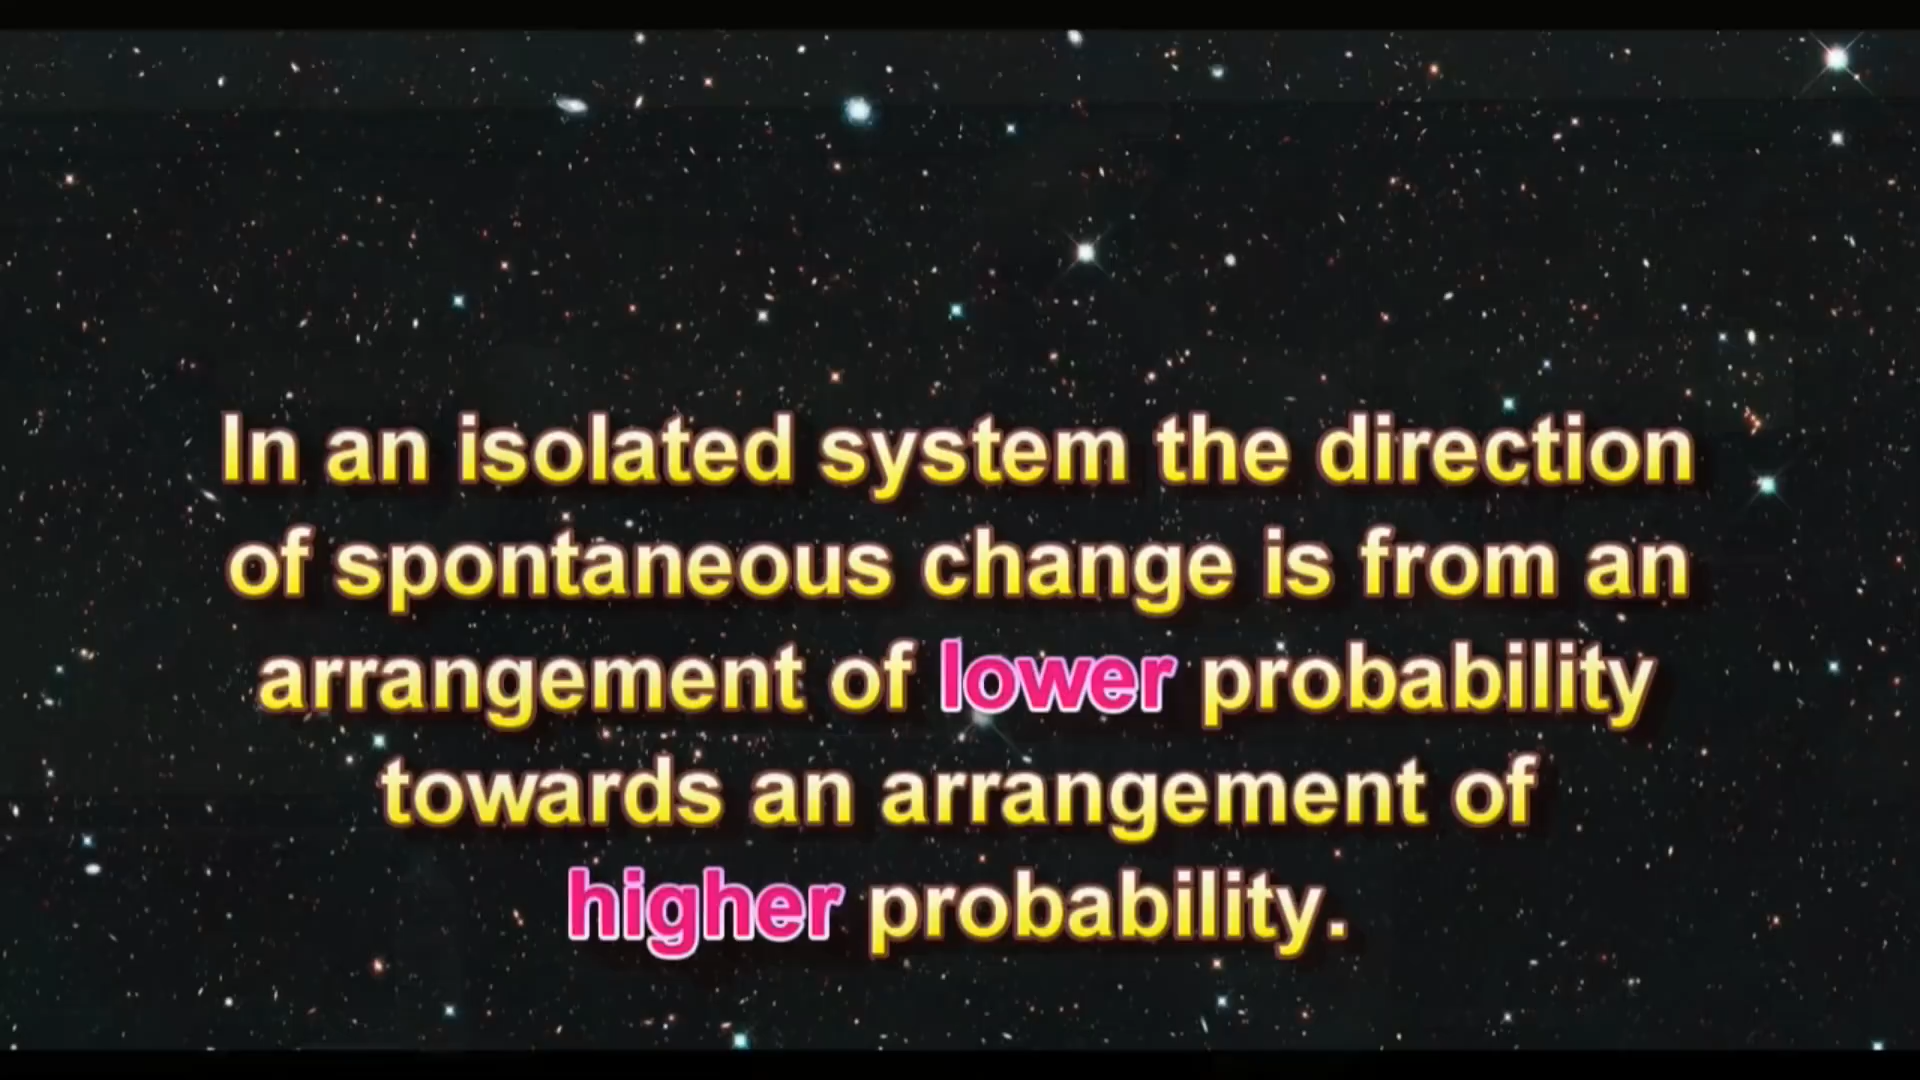 In an isolated system the direction
of spontaneous change is from an
arrangement of lower probability
towards an arrangement of
higher probability.